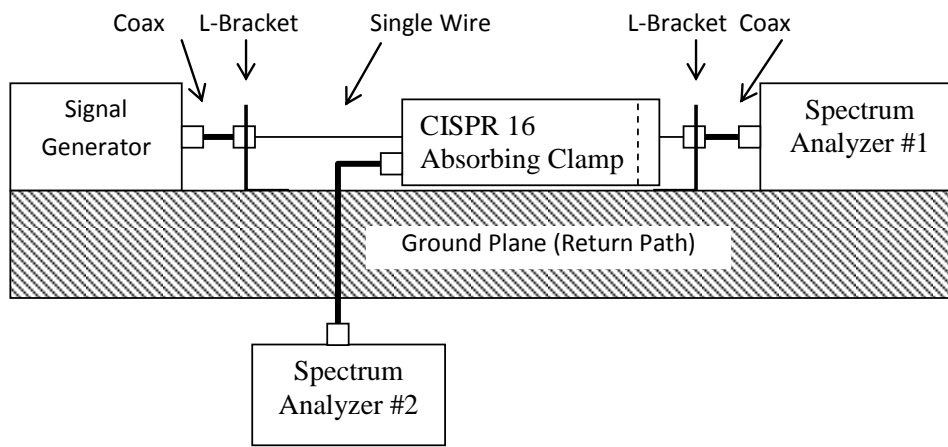 Coax
L-Bracket
Single Wire
L-Bracket Coax
Signal
Generator
CISPR 16
Absorbing Clamp
Spectrum
Analyzer #1
Ground Plane (Return Path)
Spectrum
Analyzer #2